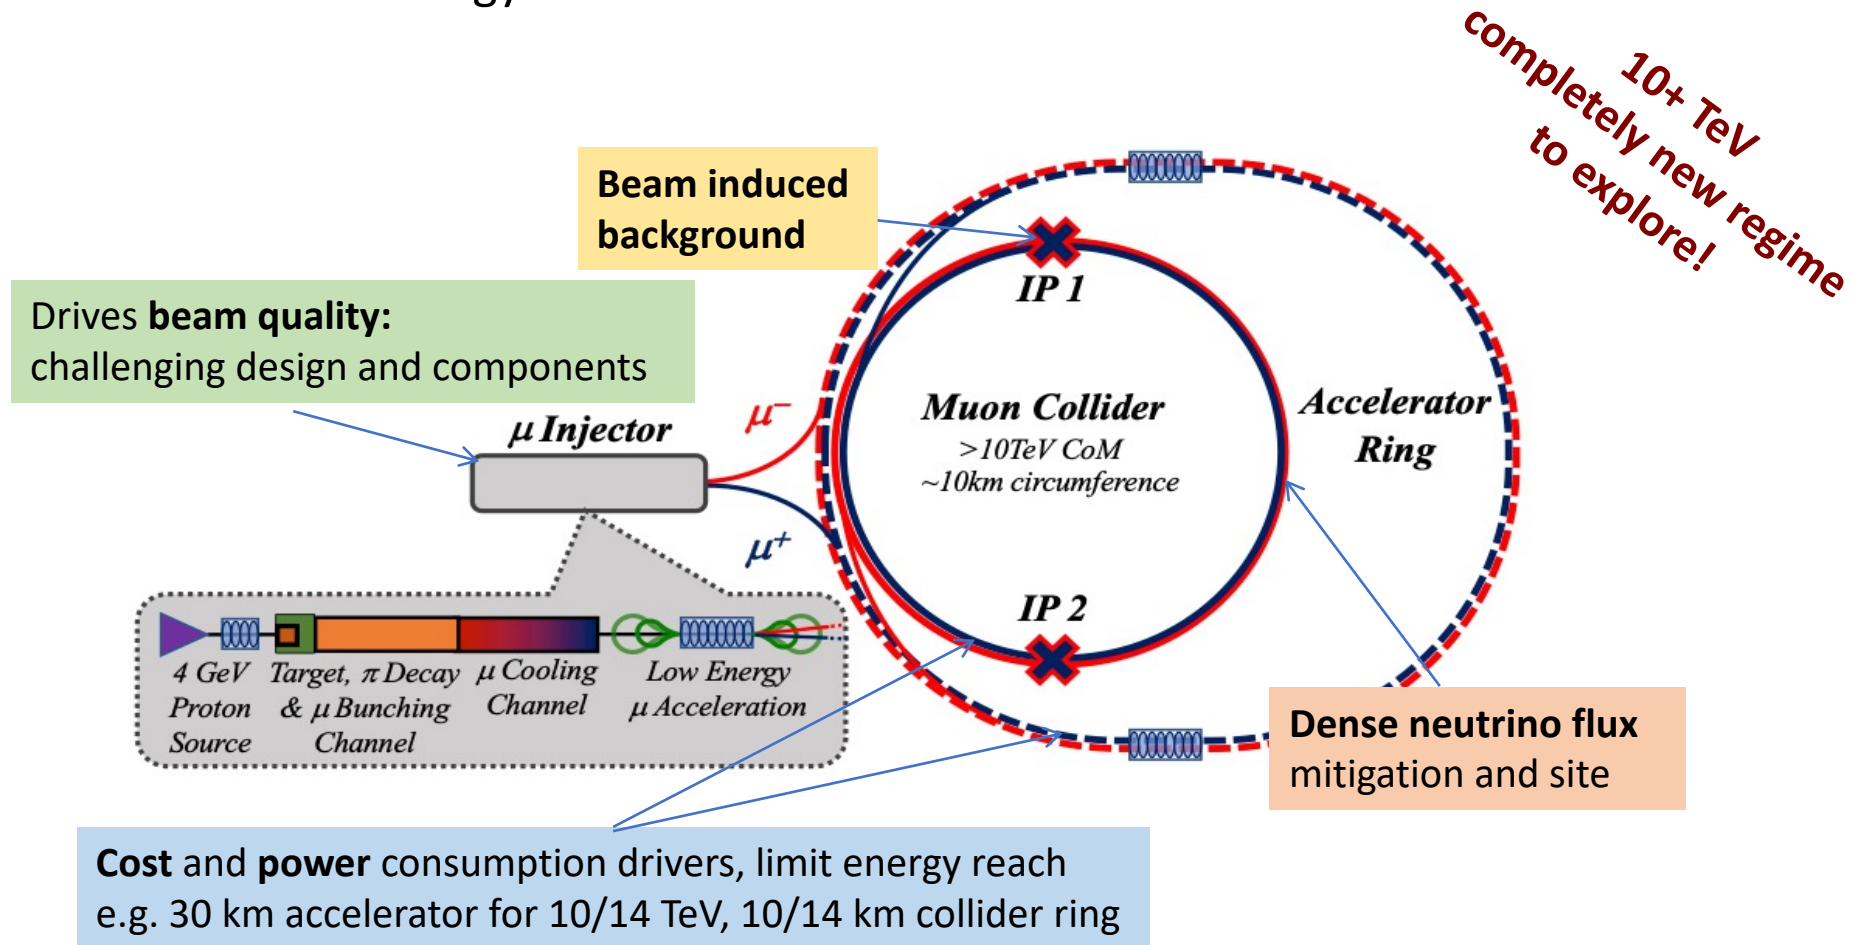 10+ TeV
completely new regime
to explore!
Beam induced
background
IP 1
Drives beam quality:
challenging design and components
μ Injector
μ−
μ+
Muon Collider
>10TeV CoM
~10km circumference
Accelerator
Ring
IP 2
4 GeV
Proton
Source
Target, π Decay
& μ Bunching
Channel
μ Cooling
Channel
Low Energy
μ Acceleration
Dense neutrino flux
mitigation and site
Cost and power consumption drivers, limit energy reach
e.g. 30 km accelerator for 10/14 TeV, 10/14 km collider ring